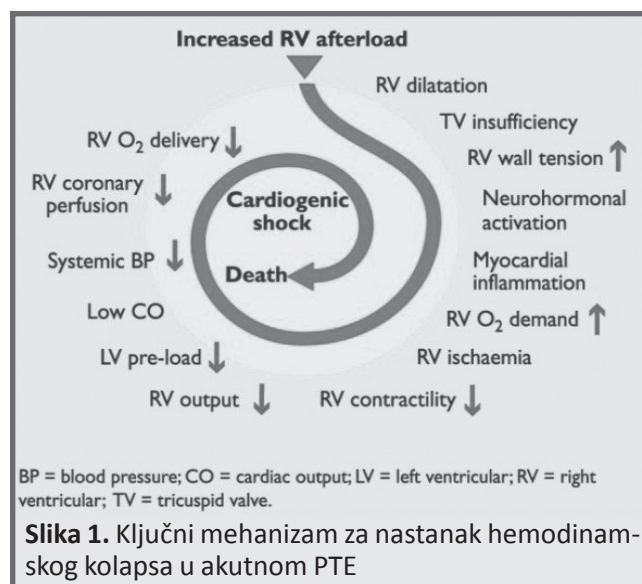 Increased RV afterload
RV dilatation
TV insufficiency
RV wall tension ↑
Neurohormonal
activation
Myocardial
inflammation
RV O₂ demand ↑
RV ischaemia
RV contractility ↓
RV output ↓
LV pre-load ↓
Low CO
Systemic BP ↓
RV coronary
perfusion ↓
RV O₂ delivery ↓
Cardiogenic
shock
Death
BP = blood pressure; CO = cardiac output; LV = left ventricular; RV = right
ventricular; TV = tricuspid valve.
Slika 1. Ključni mehanizam za nastanak hemodinam-
skog kolapsa u akutnom PTE